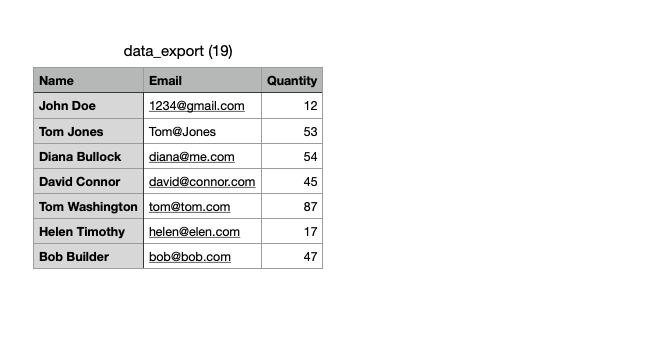 data_export (19)
Name Email Quantity
John Doe 1234@gmail.com 12
Tom Jones Tom@Jones 53
Diana Bullock diana@me.com 54
David Connor david@connor.com 45
Tom Washington tom@tom.com 87
Helen Timothy helen@elen.com 17
Bob Builder bob@bob.com 47